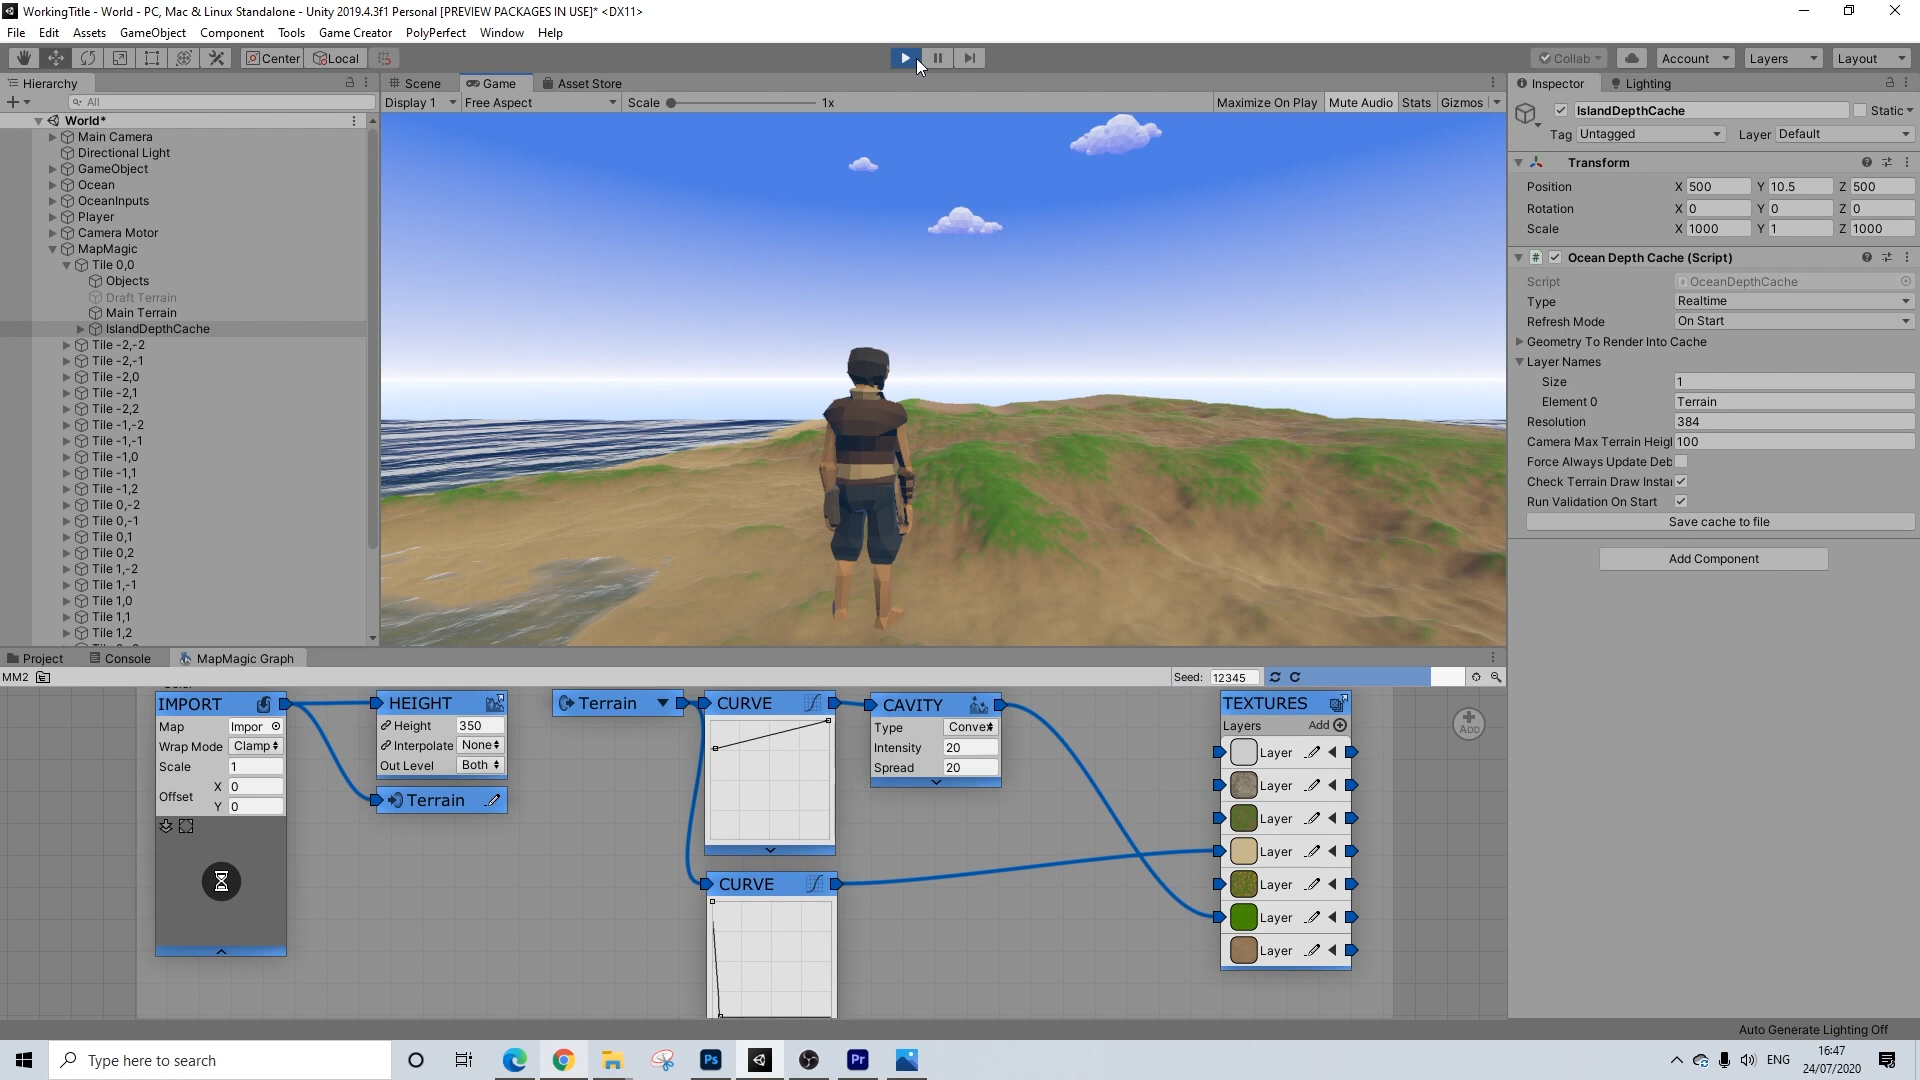 WorkingTitle - World - PC, Mac & Linux Standalone - Unity 2019.4.3f1 Personal [PREVIEW PACKAGES IN USE]* <DX11>
File Edit Assets GameObject Component Tools Game Creator PolyPerfect Window Help
Center Local Collab Account Layers Layout
Hierarchy
All
World*
Main Camera
Directional Light
GameObject
Ocean
OceanInputs
Player
Camera Motor
MapMagic
Tile 0,0
Objects
Draft Terrain
Main Terrain
IslandDepthCache
Tile -2,-2
Tile -2,-1
Tile -2,0
Tile -2,1
Tile -2,2
Tile -1,-2
Tile -1,-1
Tile -1,0
Tile -1,1
Tile -1,2
Tile 0,-2
Tile 0,-1
Tile 0,1
Tile 0,2
Tile 1,-2
Tile 1,-1
Tile 1,0
Tile 1,1
Tile 1,2
Scene Game Asset Store
Display 1 Free Aspect Scale 1x Maximize On Play Mute Audio Stats Gizmos
Inspector Lighting
IslandDepthCache Static
Tag Untagged Layer Default
Transform
Position X 500 Y 10.5 Z 500
Rotation X 0 Y 0 Z 0
Scale X 1000 Y 1 Z 1000
Ocean Depth Cache (Script)
Script OceanDepthCache
Type Realtime
Refresh Mode On Start
Geometry To Render Into Cache
Layer Names
Size 1
Element 0 Terrain
Resolution 384
Camera Max Terrain Heigl 100
Force Always Update Deb
Check Terrain Draw Instar
Run Validation On Start
Save cache to file
Add Component
Project Console MapMagic Graph
MM2 Seed: 12345
IMPORT
Map Impor
Wrap Mode Clamp
Scale 1
Offset X 0
Y 0
HEIGHT
Height 350
Interpolate None
Out Level Both
Terrain
Terrain
CURVE
CURVE
CAVITY
Type Convex
Intensity 20
Spread 20
TEXTURES
Layers Add
Layer
Layer
Layer
Layer
Layer
Layer
Layer
ADD
Auto Generate Lighting Off
Type here to search
Ps
Pr
ENG
16:47
24/07/2020